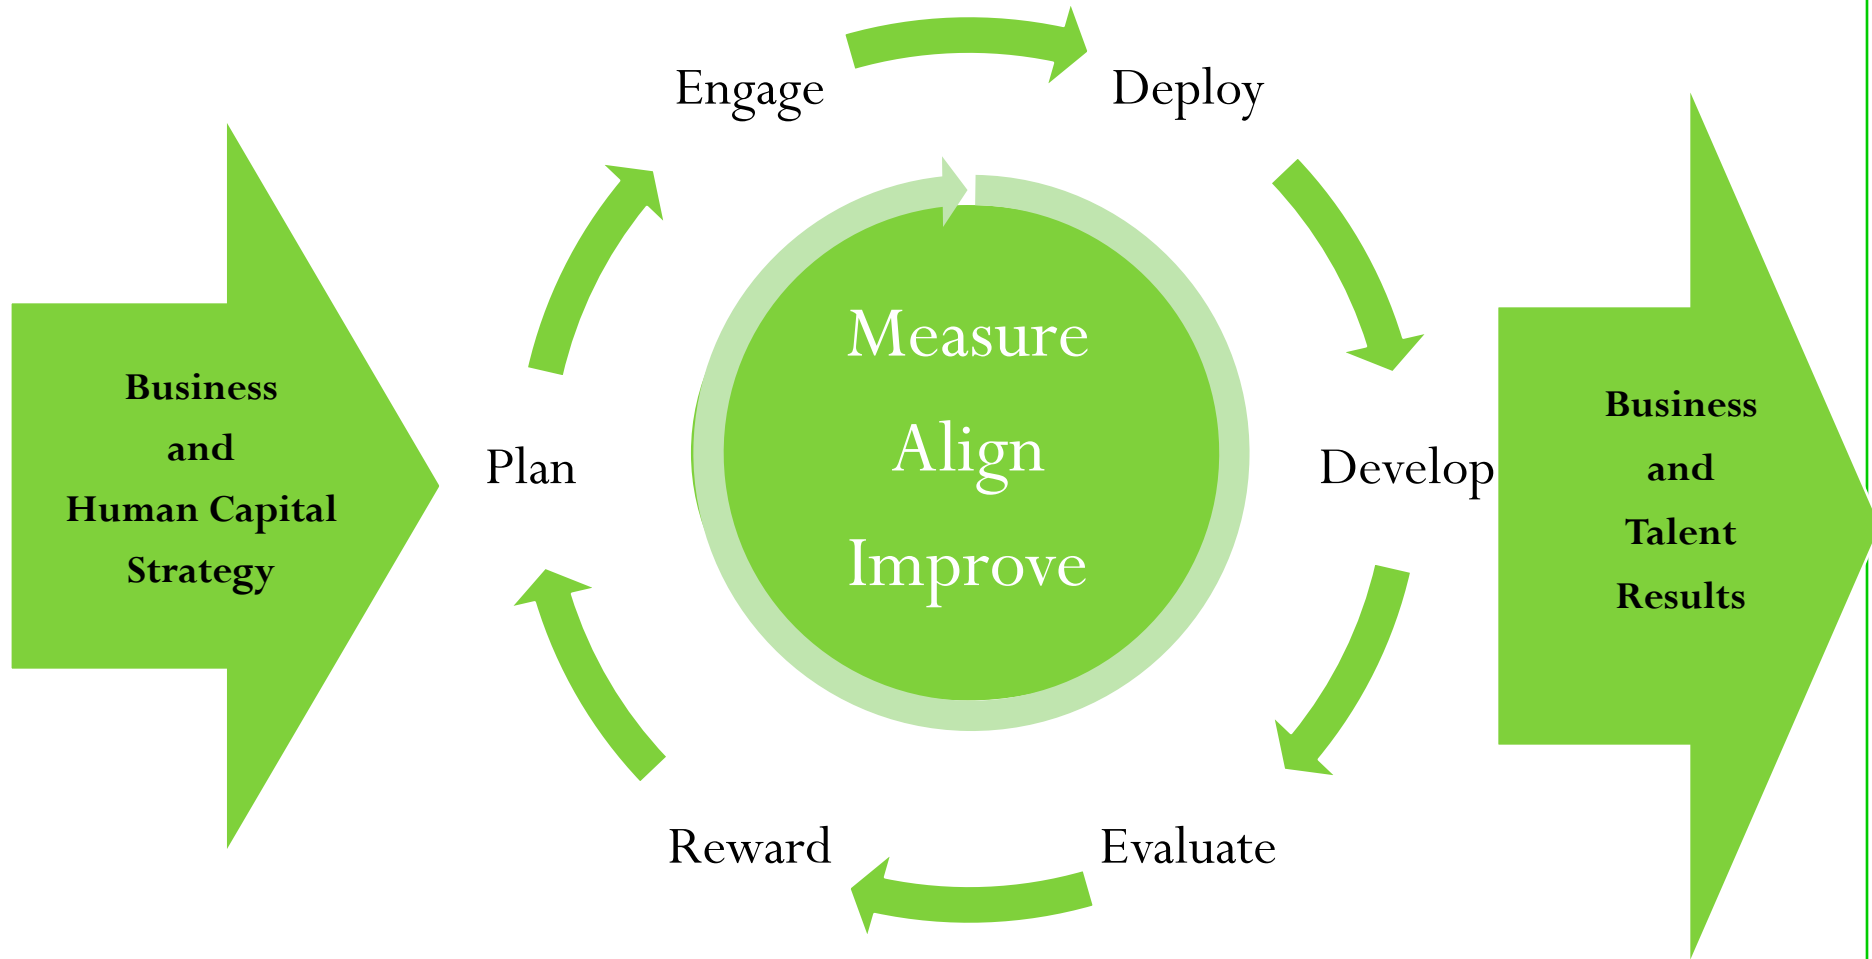 Engage
Deploy
Business
and
Human Capital
Strategy
Plan
Measure
Align
Improve
Develop
Business
and
Talent
Results
Reward
Evaluate